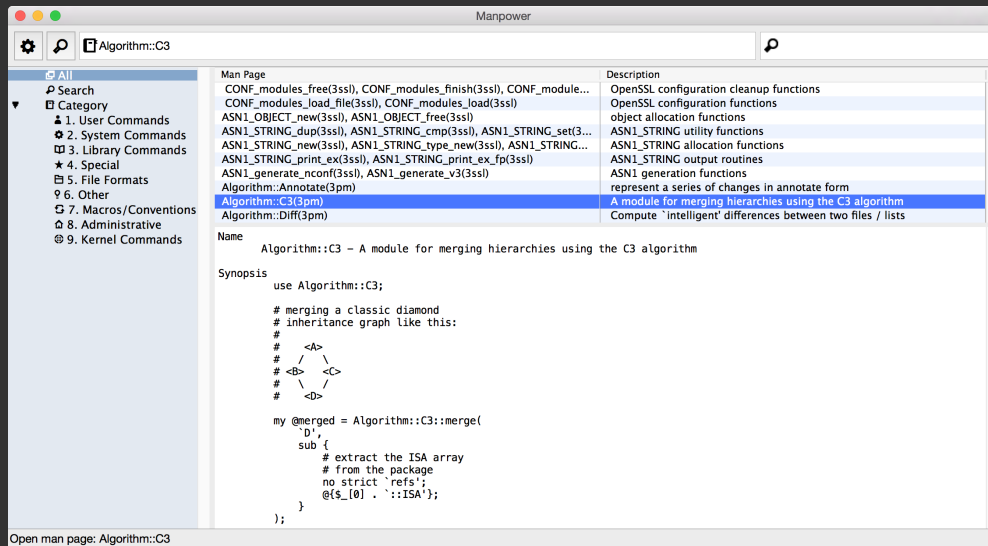 Manpower
Algorithm::C3
All
Search
Category
1. User Commands
2. System Commands
3. Library Commands
4. Special
5. File Formats
6. Other
7. Macros/Conventions
8. Administrative
9. Kernel Commands
Man Page Description
CONF_modules_free(3ssl), CONF_modules_finish(3ssl), CONF_module... OpenSSL configuration cleanup functions
CONF_modules_load_file(3ssl), CONF_modules_load(3ssl) OpenSSL configuration functions
ASN1_OBJECT_new(3ssl), ASN1_OBJECT_free(3ssl) object allocation functions
ASN1_STRING_dup(3ssl), ASN1_STRING_cmp(3ssl), ASN1_STRING_set(3... ASN1_STRING utility functions
ASN1_STRING_new(3ssl), ASN1_STRING_type_new(3ssl), ASN1_STRING... ASN1_STRING allocation functions
ASN1_STRING_print_ex(3ssl), ASN1_STRING_print_ex_fp(3ssl) ASN1_STRING output routines
ASN1_generate_nconf(3ssl), ASN1_generate_v3(3ssl) ASN1 generation functions
Algorithm::Annotate(3pm) represent a series of changes in annotate form
Algorithm::C3(3pm) A module for merging hierarchies using the C3 algorithm
Algorithm::Diff(3pm) Compute `intelligent' differences between two files / lists
Name
Algorithm::C3 - A module for merging hierarchies using the C3 algorithm
Synopsis
use Algorithm::C3;
# merging a classic diamond
# inheritance graph like this:
#
#    <A>
#   /   \
# <B>   <C>
#   \   /
#    <D>
my @merged = Algorithm::C3::merge(
`D',
sub {
# extract the ISA array
# from the package
no strict `refs';
@{$_[0] . `::ISA'};
}
);
Open man page: Algorithm::C3